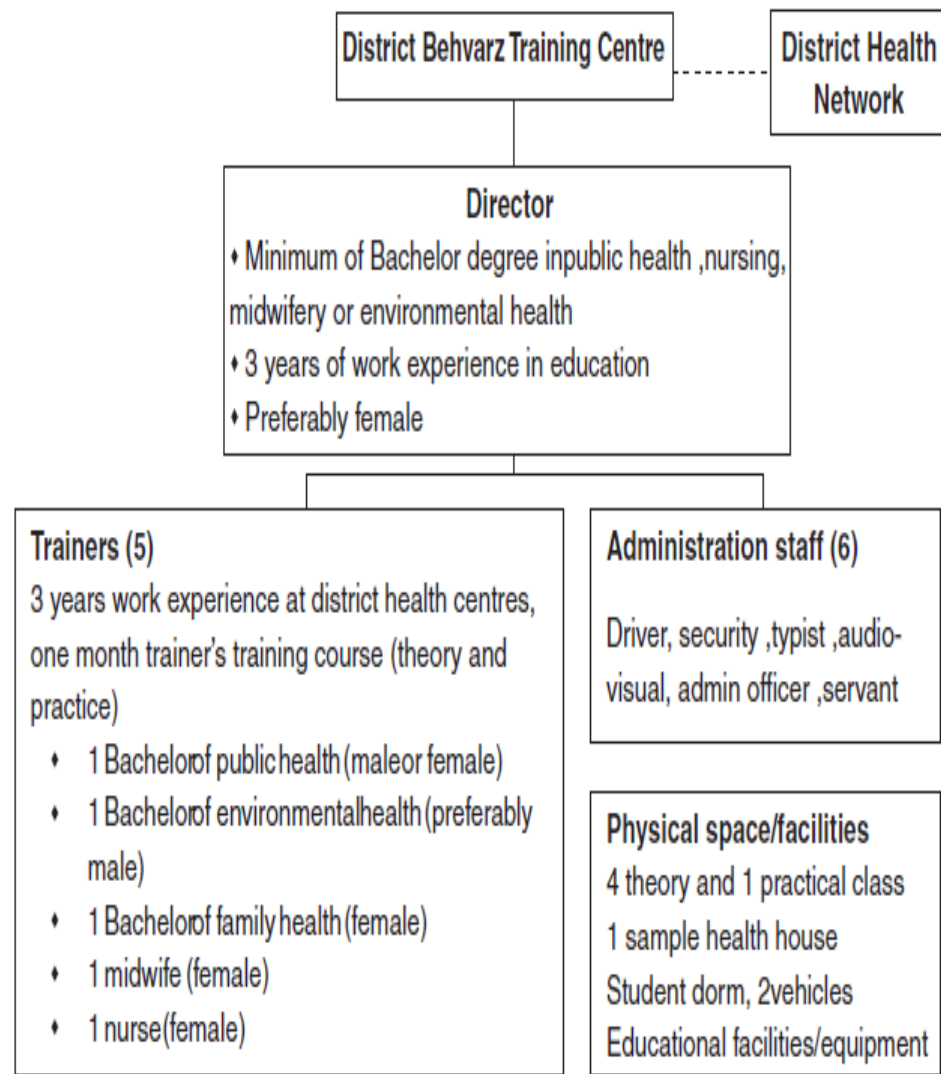 District Behvarz Training Centre
District Health
Network
Director
♦ Minimum of Bachelor degree inpublic health ,nursing,
midwifery or environmental health
♦ 3 years of work experience in education
♦ Preferably female
Trainers (5)
3 years work experience at district health centres,
one month trainer's training course (theory and
practice)
♦ 1 Bachelorof public health (maleor female)
♦ 1 Bachelorof environmentalhealth (preferably
male)
♦ 1 Bachelorof family health (female)
♦ 1 midwife (female)
♦ 1 nurse(female)
Administration staff (6)
Driver, security ,typist ,audio-
visual, admin officer ,servant
Physical space/facilities
4 theory and 1 practical class
1 sample health house
Student dorm, 2vehicles
Educational facilities/equipment